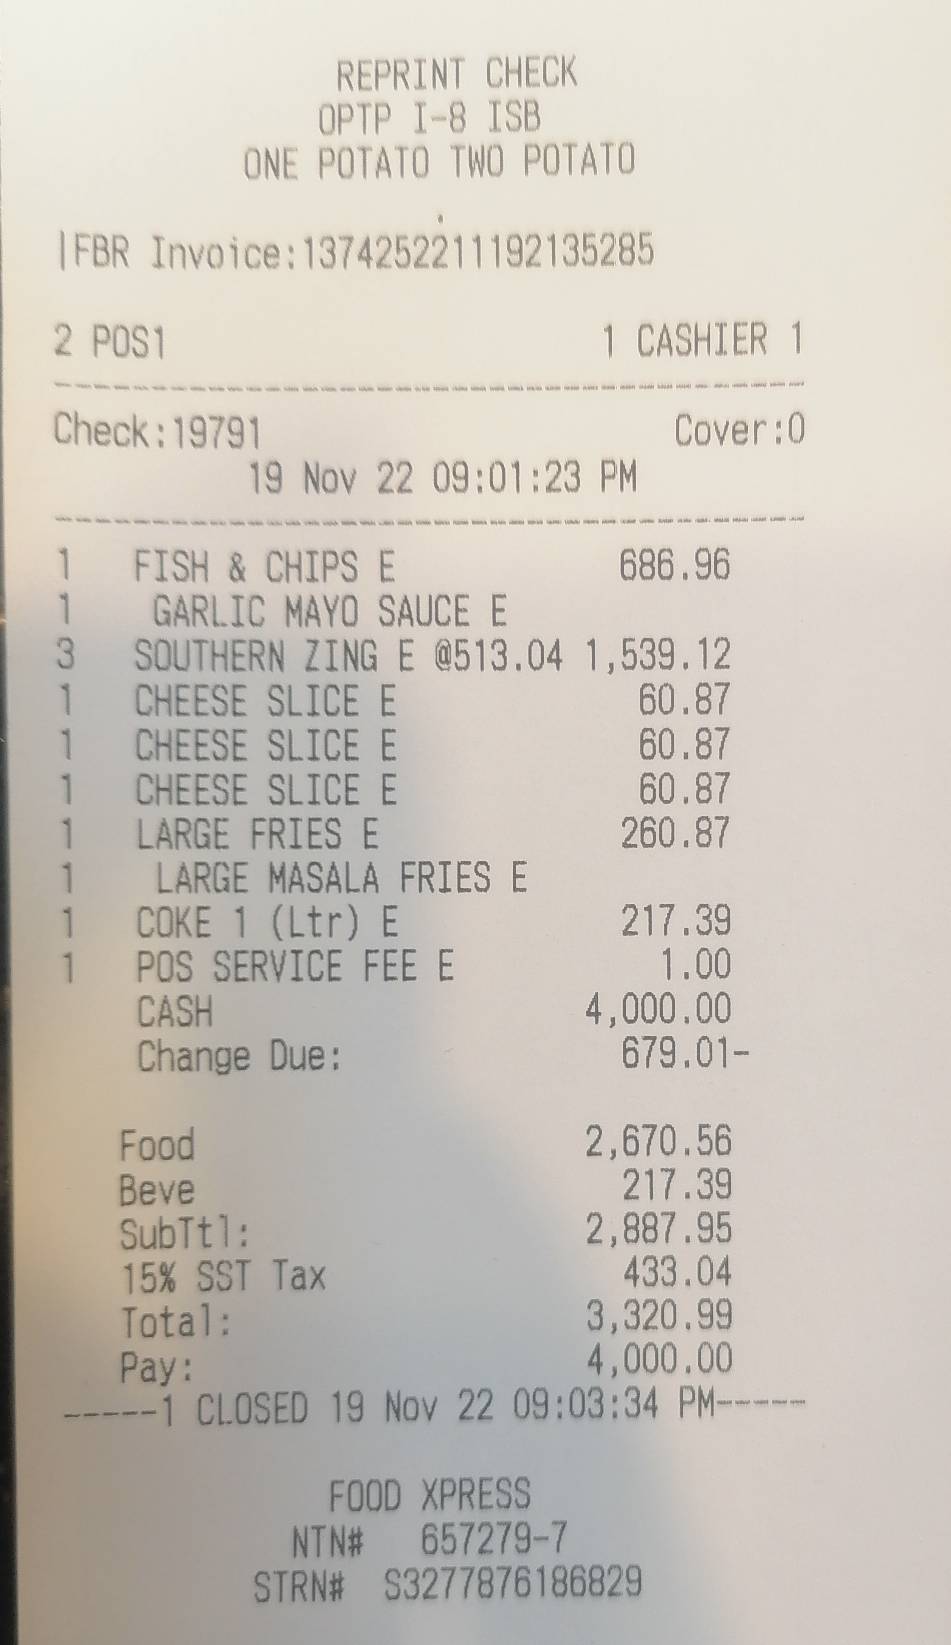 REPRINT CHECK
OPTP I-8 ISB
ONE POTATO TWO POTATO
|FBR Invoice:1374252211192135285
2 POS1 1 CASHIER 1
Check:19791 Cover:0
19 Nov 22 09:01:23 PM
1 FISH & CHIPS E 686.96
1 GARLIC MAYO SAUCE E
3 SOUTHERN ZING E @513.04 1,539.12
1 CHEESE SLICE E 60.87
1 CHEESE SLICE E 60.87
1 CHEESE SLICE E 60.87
1 LARGE FRIES E 260.87
1 LARGE MASALA FRIES E
1 COKE 1 (Ltr) E 217.39
1 POS SERVICE FEE E 1.00
CASH 4,000.00
Change Due: 679.01-
Food 2,670.56
Beve 217.39
SubTtl: 2,887.95
15% SST Tax 433.04
Total: 3,320.99
Pay: 4,000.00
-----1 CLOSED 19 Nov 22 09:03:34 PM-----
FOOD XPRESS
NTN# 657279-7
STRN# S3277876186829